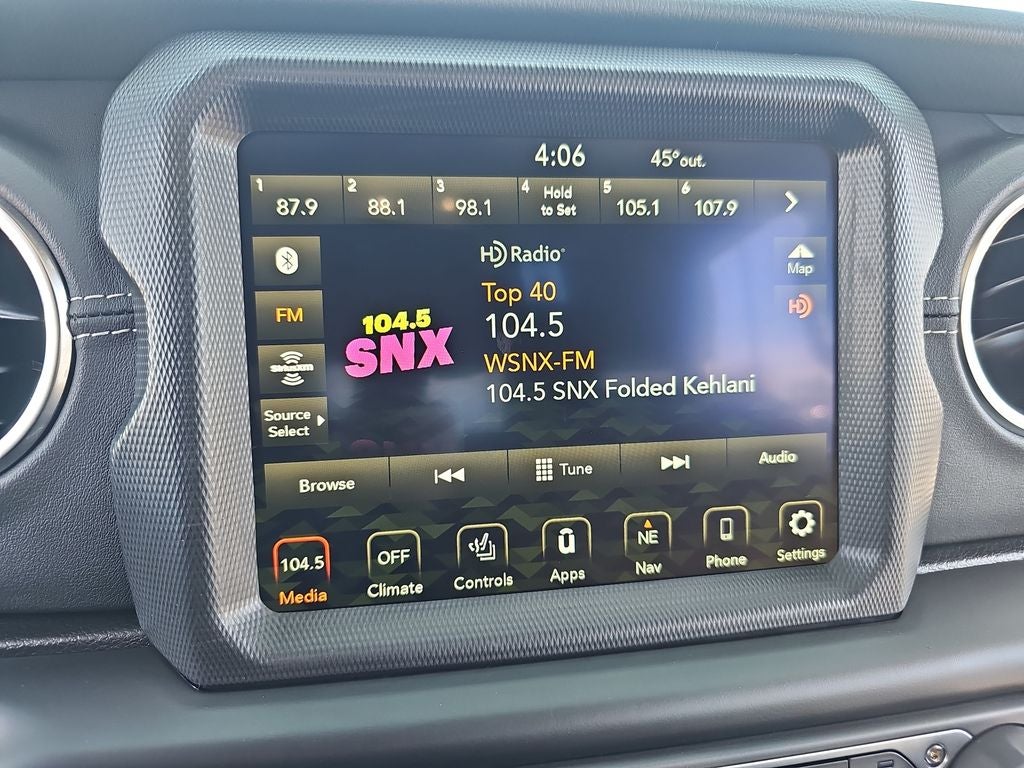 4:06 45° out.
1 87.9 2 88.1 3 98.1 4 Hold to Set 5 105.1 6 107.9
HD Radio
Map
Top 40
FM
104.5 SNX
104.5
HD
WSNX-FM
SiriusXM
104.5 SNX Folded Kehlani
Source
Select
Browse Tune Audio
104.5 OFF NE
Media Climate Controls Apps Nav Phone Settings